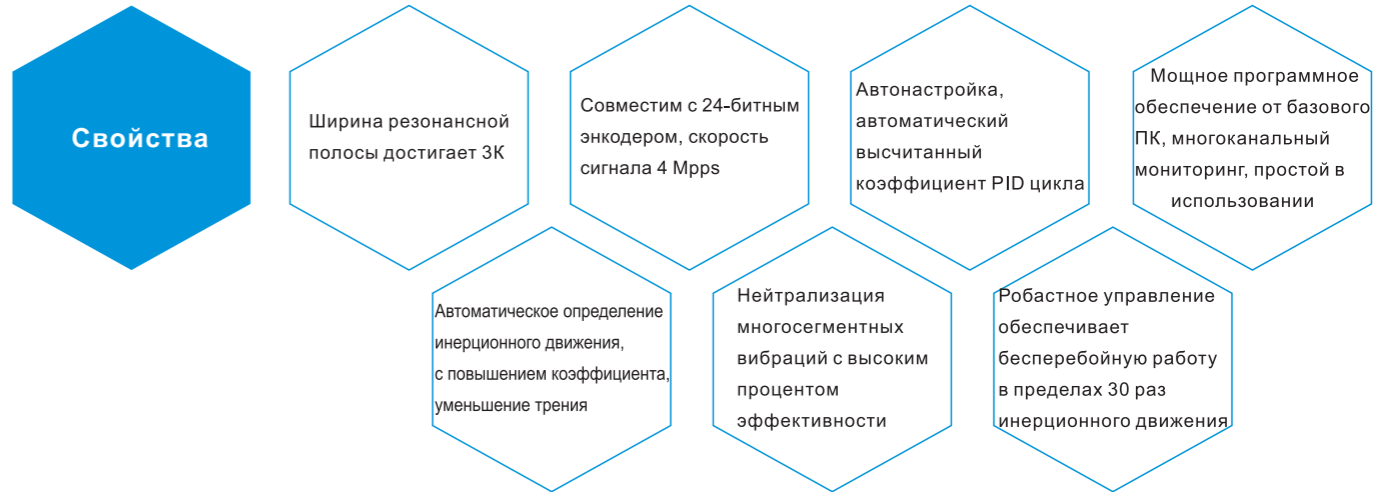 Свойства
Ширина резонансной
полосы достигает 3К
Совместим с 24-битным
энкодером, скорость
сигнала 4 Mpps
Автонастройка,
автоматический
высчитанный
коэффициент PID цикла
Мощное программное
обеспечение от базового
ПК, многоканальный
мониторинг, простой в
использовании
Автоматическое определение
инерционного движения,
с повышением коэффициента,
уменьшение трения
Нейтрализация
многосегментных
вибраций с высоким
процентом
эффективности
Робастное управление
обеспечивает
бесперебойную работу
в пределах 30 раз
инерционного движения